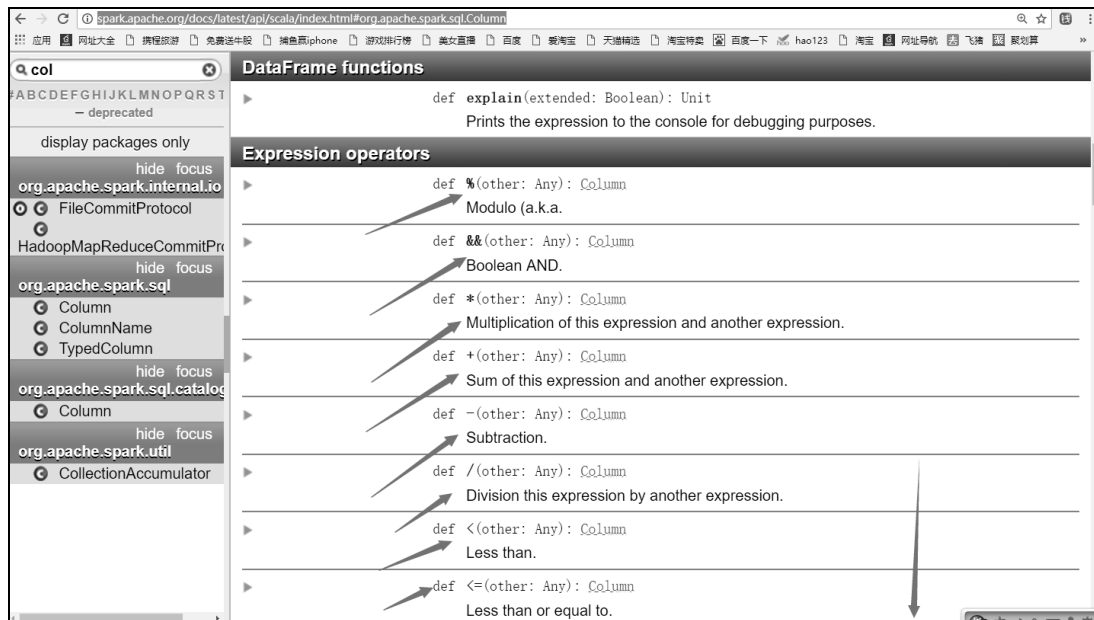 spark.apache.org/docs/latest/api/scala/index.html#org.apache.spark.sql.Column
应用 网址大全 携程旅游 免费送牛股 捕鱼赢iphone 游戏排行榜 美女直播 百度 爱淘宝 天猫精选 淘宝特卖 百度一下 hao123 淘宝 网址导航 飞猪 聚划算 »
col
#ABCDEFGHIJKLMNOPQRST
— deprecated
display packages only
hide focus
org.apache.spark.internal.io
FileCommitProtocol
HadoopMapReduceCommitPro
hide focus
org.apache.spark.sql
Column
ColumnName
TypedColumn
hide focus
org.apache.spark.sql.catalog
Column
hide focus
org.apache.spark.util
CollectionAccumulator
DataFrame functions
def explain(extended: Boolean): Unit
Prints the expression to the console for debugging purposes.
Expression operators
def %(other: Any): Column
Modulo (a.k.a.
def &&(other: Any): Column
Boolean AND.
def *(other: Any): Column
Multiplication of this expression and another expression.
def +(other: Any): Column
Sum of this expression and another expression.
def -(other: Any): Column
Subtraction.
def /(other: Any): Column
Division this expression by another expression.
def <(other: Any): Column
Less than.
def <=(other: Any): Column
Less than or equal to.